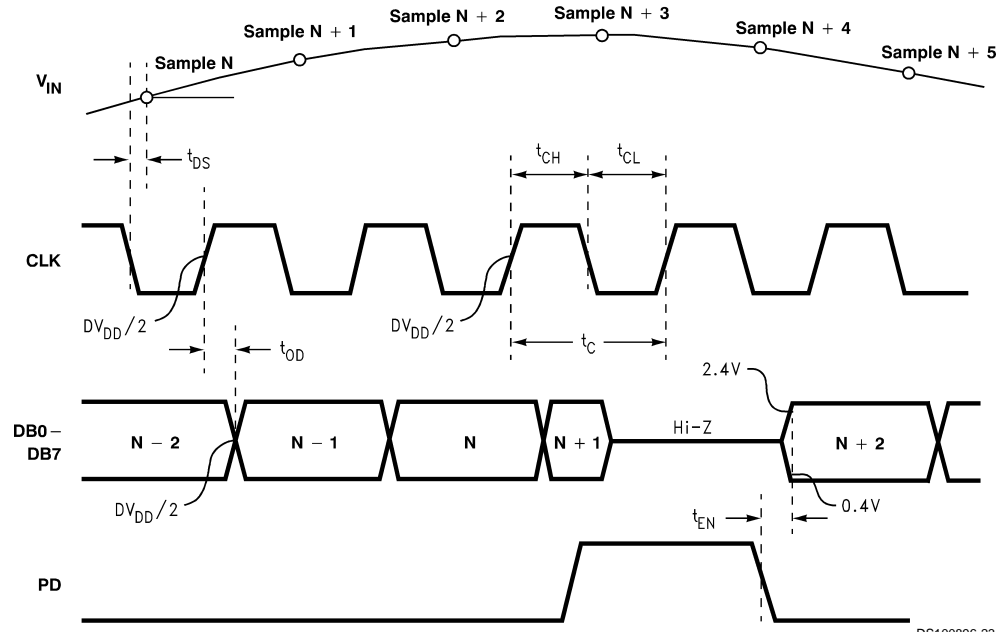 Sample N
Sample N + 1
Sample N + 2
Sample N + 3
Sample N + 4
Sample N + 5
VIN
tDS
tCH
tCL
CLK
DVDD/2
DVDD/2
tOD
tC
2.4V
DB0 –
DB7
N – 2
N – 1
N
N + 1
Hi-Z
N + 2
DVDD/2
tEN
0.4V
PD